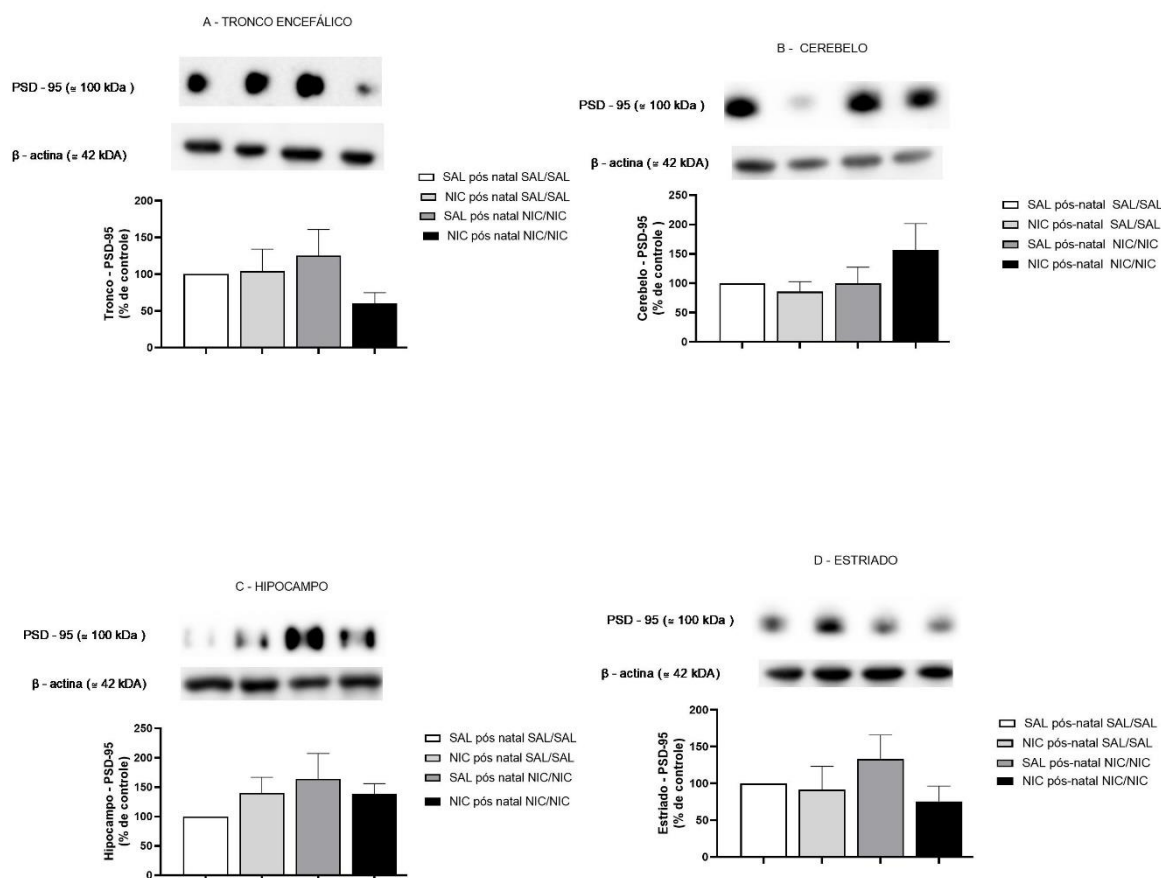 A - TRONCO ENCEFÁLICO
PSD - 95 (≅ 100 kDa )
β - actina (≅ 42 kDA)
SAL pós natal SAL/SAL
NIC pós natal SAL/SAL
SAL pós natal NIC/NIC
NIC pós natal NIC/NIC
Tronco - PSD-95
(% de controle)
200
150
100
50
0
B - CEREBELO
PSD - 95 (≅ 100 kDa )
β - actina (≅ 42 kDA)
SAL pós-natal SAL/SAL
NIC pós-natal SAL/SAL
SAL pós-natal NIC/NIC
NIC pós-natal NIC/NIC
Cerebelo - PSD-95
(% de controle )
250
200
150
100
50
0
C - HIPOCAMPO
PSD - 95 (≅ 100 kDa )
β - actina (≅ 42 kDA)
SAL pós natal SAL/SAL
NIC pós natal SAL/SAL
SAL pós natal NIC/NIC
NIC pós natal NIC/NIC
Hipocampo - PSD-95
(% de controle)
250
200
150
100
50
0
D - ESTRIADO
PSD - 95 (≅ 100 kDa )
β - actina (≅ 42 kDA)
SAL pós-natal SAL/SAL
NIC pós-natal SAL/SAL
SAL pós-natal NIC/NIC
NIC pós-natal NIC/NIC
Estriado - PSD-95
(% de controle)
200
150
100
50
0